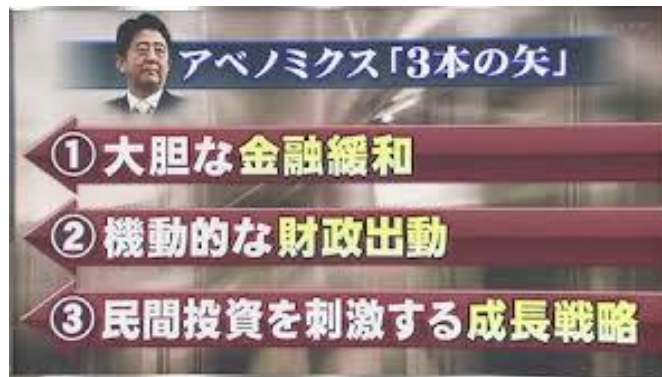 アベノミクス「3本の矢」
①大胆な金融緩和
②機動的な財政出動
③民間投資を刺激する成長戦略